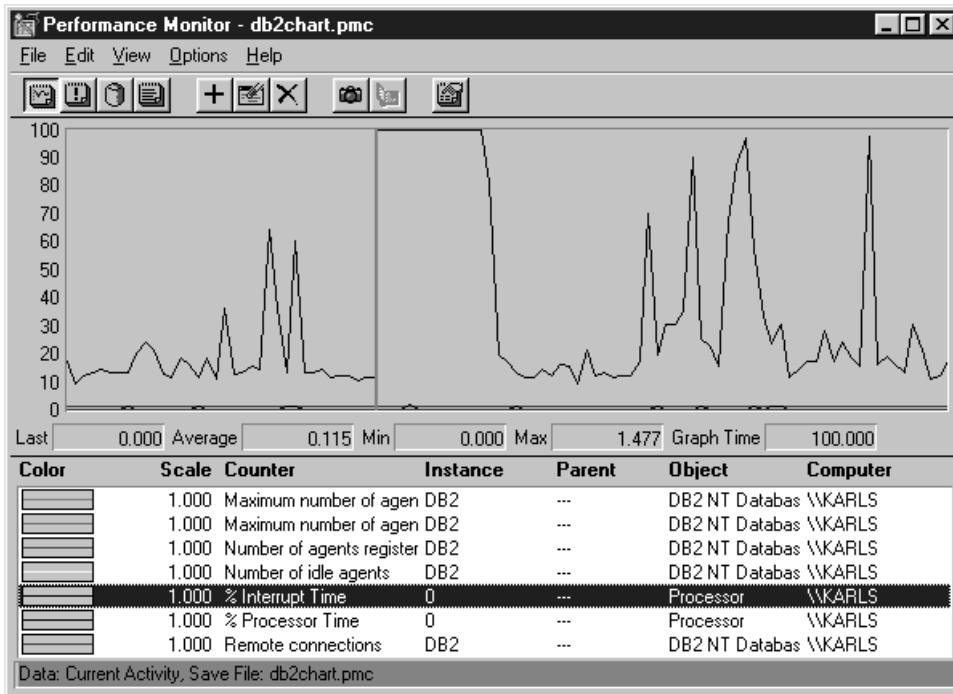 Performance Monitor - db2chart.pmc
File Edit View Options Help
100
90
80
70
60
50
40
30
20
10
0
Last 0.000 Average 0.115 Min 0.000 Max 1.477 Graph Time 100.000
Color Scale Counter Instance Parent Object Computer
1.000 Maximum number of agen DB2 --- DB2 NT Databas \\KARLS
1.000 Maximum number of agen DB2 --- DB2 NT Databas \\KARLS
1.000 Number of agents register DB2 --- DB2 NT Databas \\KARLS
1.000 Number of idle agents DB2 --- DB2 NT Databas \\KARLS
1.000 % Interrupt Time 0 --- Processor \\KARLS
1.000 % Processor Time 0 --- Processor \\KARLS
1.000 Remote connections DB2 --- DB2 NT Databas \\KARLS
Data: Current Activity, Save File: db2chart.pmc